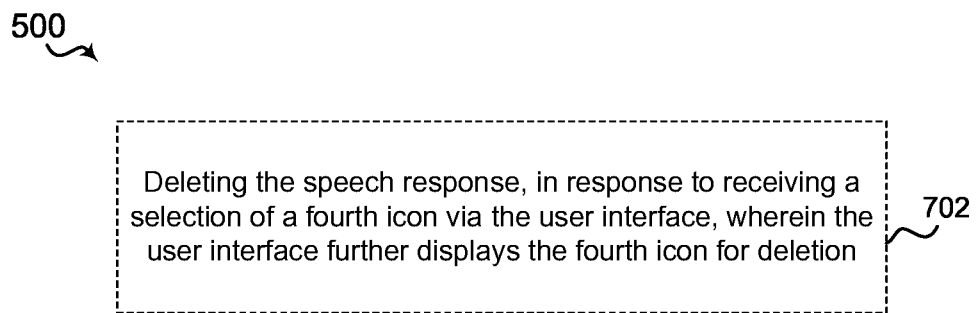 500
Deleting the speech response, in response to receiving a
selection of a fourth icon via the user interface, wherein the
user interface further displays the fourth icon for deletion
702